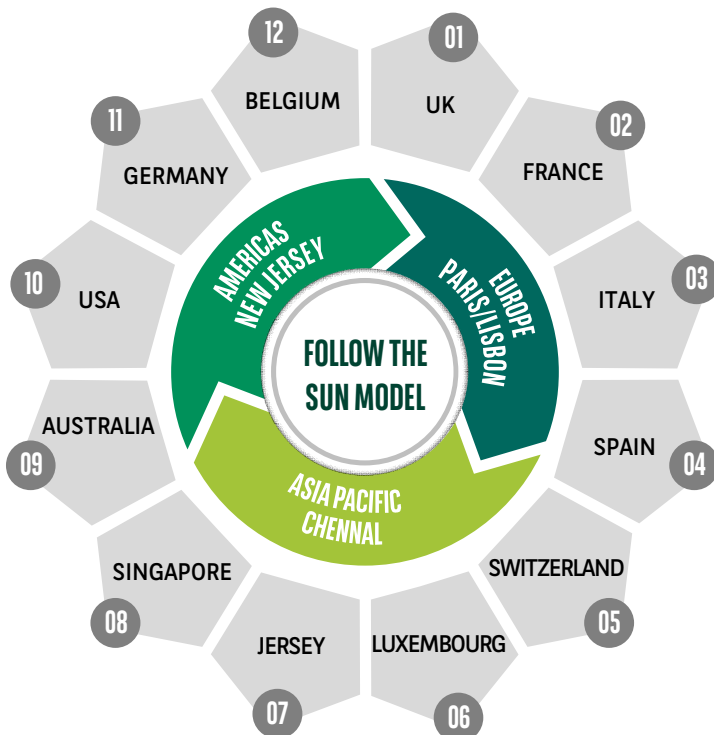 FOLLOW THE
SUN MODEL
AMERICAS
NEW JERSEY
EUROPE
PARIS/LISBON
ASIA PACIFIC
CHENNAL
01
UK
02
FRANCE
03
ITALY
04
SPAIN
05
SWITZERLAND
06
LUXEMBOURG
07
JERSEY
08
SINGAPORE
09
AUSTRALIA
10
USA
11
GERMANY
12
BELGIUM